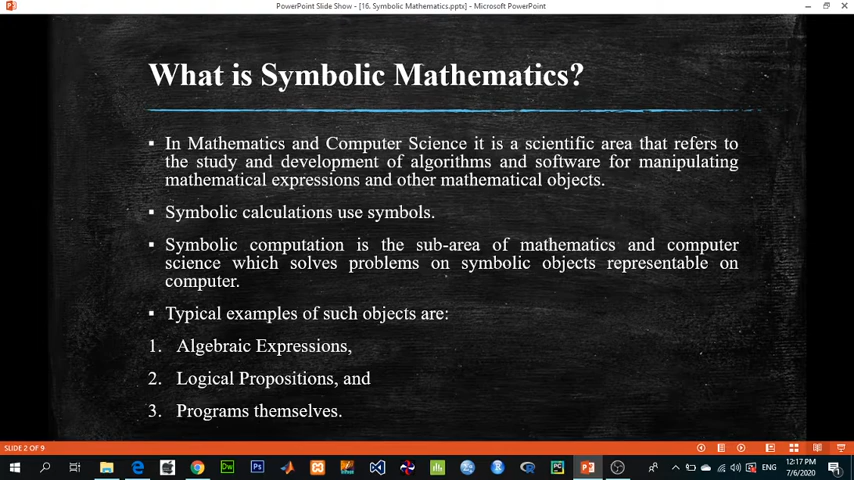 PowerPoint Slide Show - [16. Symbolic Mathematics.pptx] - Microsoft PowerPoint
What is Symbolic Mathematics?
▪ In Mathematics and Computer Science it is a scientific area that refers to
the study and development of algorithms and software for manipulating
mathematical expressions and other mathematical objects.
▪ Symbolic calculations use symbols.
▪ Symbolic computation is the sub-area of mathematics and computer
science which solves problems on symbolic objects representable on
computer.
▪ Typical examples of such objects are:
1. Algebraic Expressions,
2. Logical Propositions, and
3. Programs themselves.
SLIDE 2 OF 9
Dw
Ps
R
PC
ENG
12:17 PM
7/6/2020